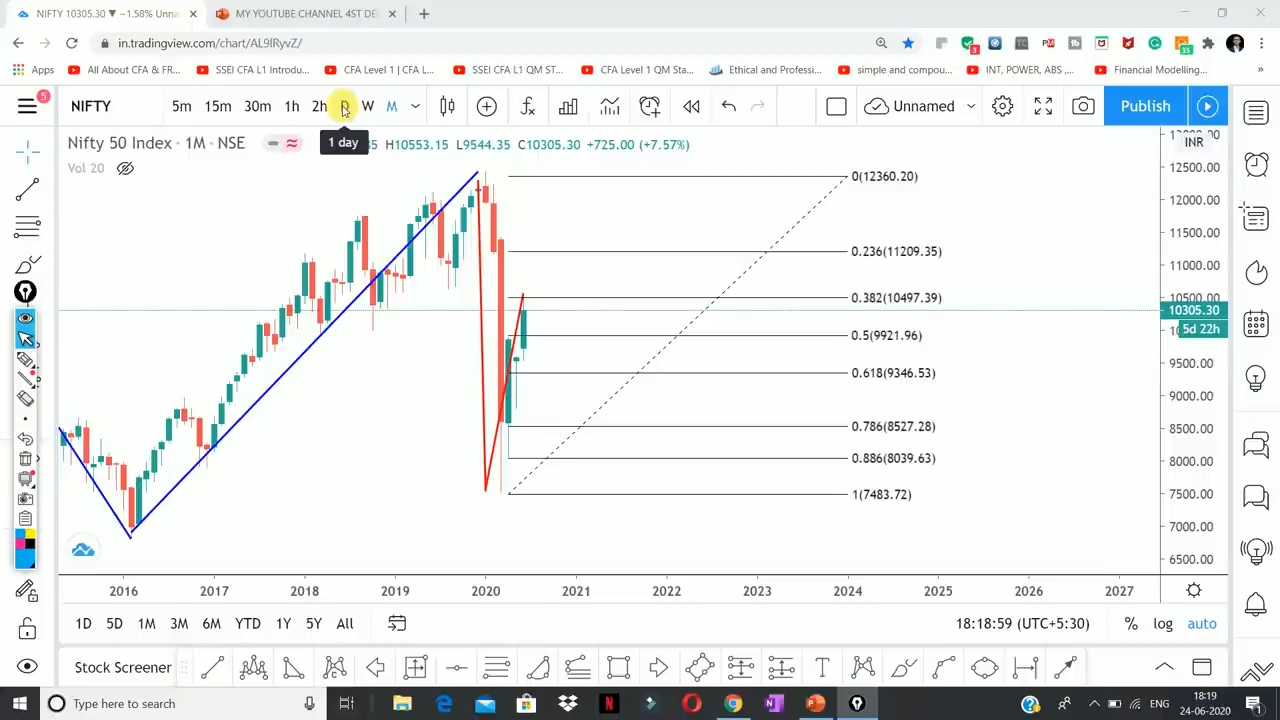 NIFTY 10305.30 ▼ −1.58% Unna
MY YOUTUBE CHANNEL 4ST DE
in.tradingview.com/chart/AL9lRyvZ/
Apps
All About CFA & FR...
SSEI CFA L1 Introdu...
CFA Level 1 | CFA L...
SSEI CFA L1 QM ST...
CFA Level 1 QM Sta...
Ethical and Professi...
simple and compou...
INT, POWER, ABS ,...
Financial Modelling...
NIFTY
5m 15m 30m 1h 2h D W M
Unnamed
Publish
1 day
Nifty 50 Index · 1M · NSE
H10553.15 L9544.35 C10305.30 +725.00 (+7.57%)
Vol 20
INR
0(12360.20)
0.236(11209.35)
0.382(10497.39)
0.5(9921.96)
0.618(9346.53)
0.786(8527.28)
0.886(8039.63)
1(7483.72)
13000.00
12500.00
12000.00
11500.00
11000.00
10500.00
10305.30
5d 22h
9500.00
9000.00
8500.00
8000.00
7500.00
7000.00
6500.00
2016 2017 2018 2019 2020 2021 2022 2023 2024 2025 2026 2027
1D 5D 1M 3M 6M YTD 1Y 5Y All
18:18:59 (UTC+5:30) % log auto
Stock Screener
Type here to search
ENG
18:19
24-06-2020